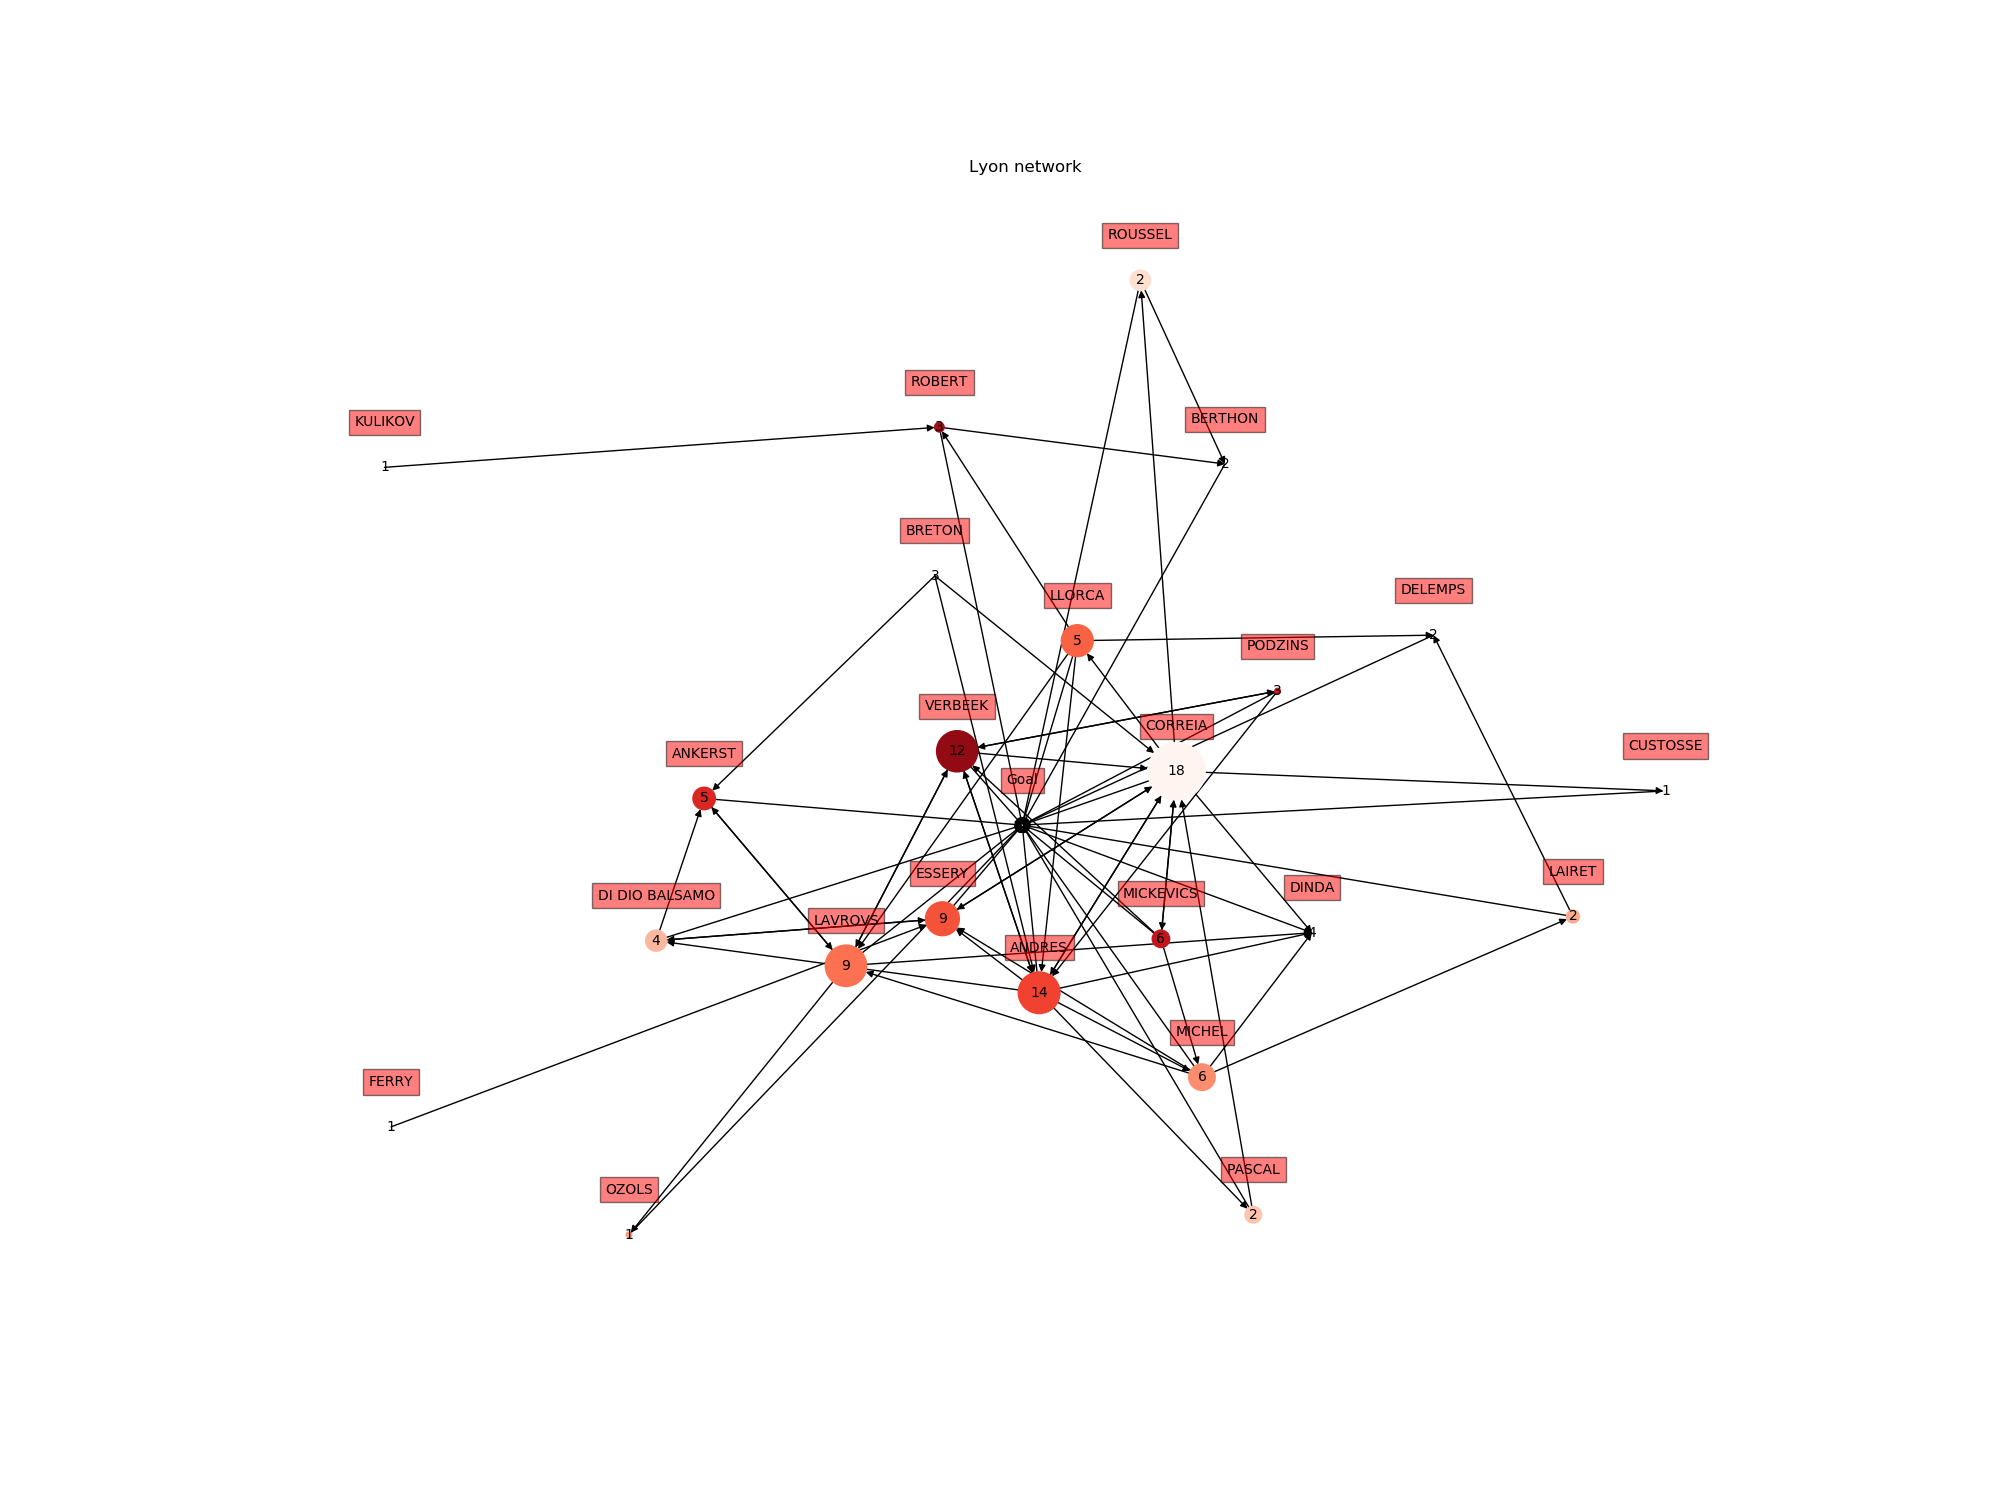 Lyon network
ROUSSEL
2
ROBERT
3
KULIKOV
1
BERTHON
2
BRETON
3
LLORCA
5
DELEMPS
2
PODZINS
3
VERBEEK
12
CORREIA
18
CUSTOSSE
1
ANKERST
5
Goal
ESSERY
9
LAIRET
2
DI DIO BALSAMO
4
LAVROVS
9
MICKEVICS
6
DINDA
4
ANDRES
14
MICHEL
6
FERRY
1
OZOLS
1
PASCAL
2